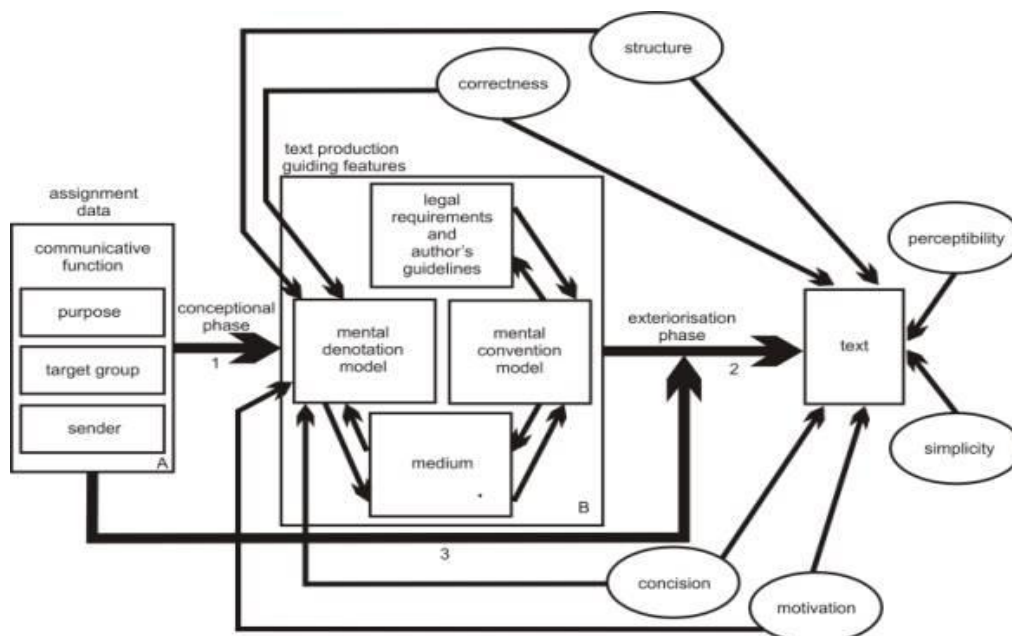 structure
correctness
text production
guiding features
assignment
data
communicative
function
purpose
target group
sender
A
conceptional
phase
1
legal
requirements
and
author's
guidelines
mental
denotation
model
mental
convention
model
medium
B
exteriorisation
phase
2
text
perceptibility
simplicity
3
concision
motivation